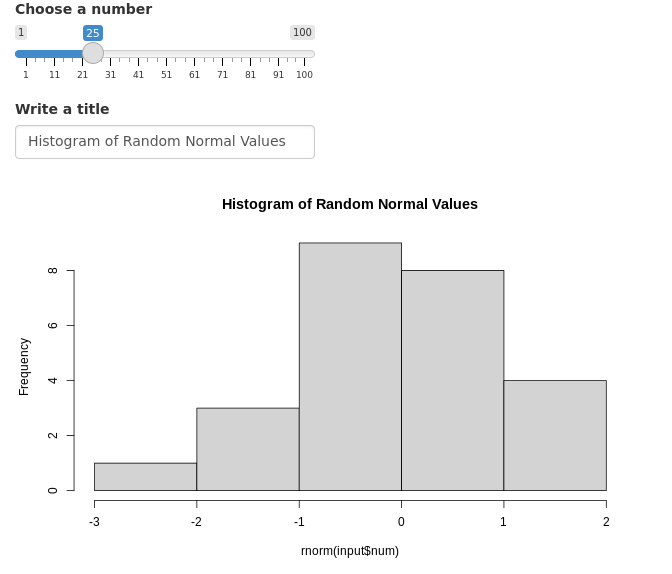 Choose a number
1 25 100
1 11 21 31 41 51 61 71 81 91 100
Write a title
Histogram of Random Normal Values
Histogram of Random Normal Values
8
6
4
2
0
Frequency
-3 -2 -1 0 1 2
rnorm(input$num)